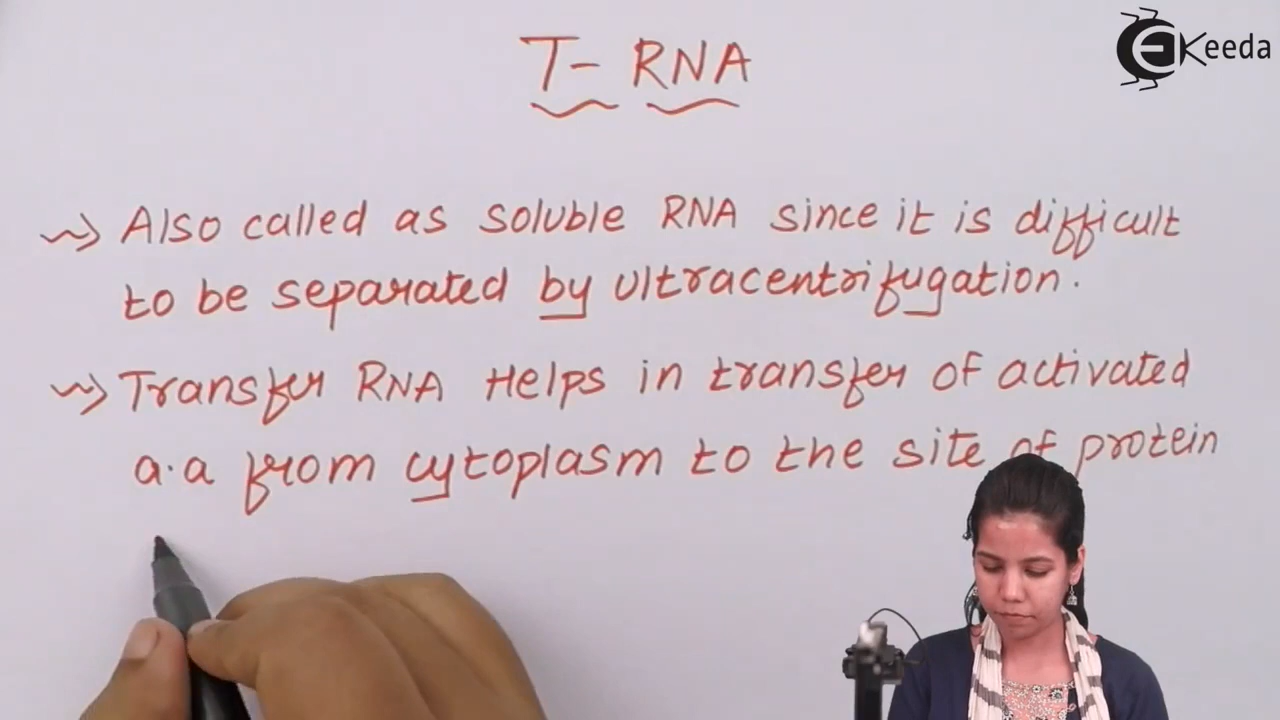 T- RNA
EKeeda
Also called as soluble RNA since it is difficult
to be separated by ultracentrifugation.
Transfer RNA Helps in transfer of activated
a.a from cytoplasm to the site of protein